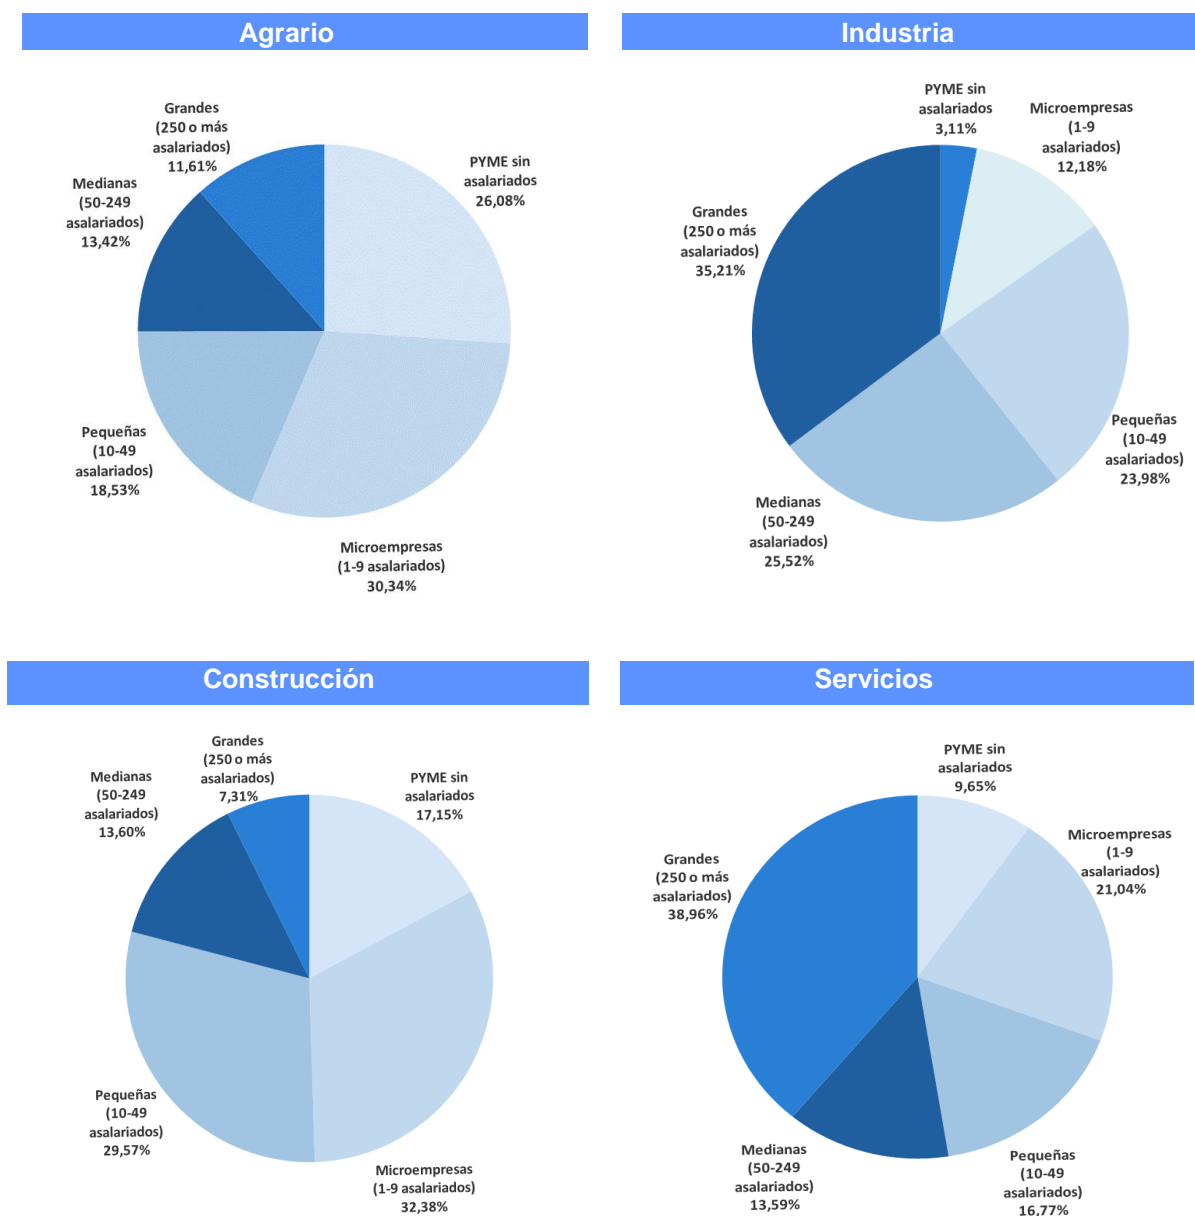 Agrario
Grandes
(250 o más
asalariados)
11,61%
Medianas
(50-249
asalariados)
13,42%
PYME sin
asalariados
26,08%
Pequeñas
(10-49
asalariados)
18,53%
Microempresas
(1-9 asalariados)
30,34%
Industria
PYME sin
asalariados
3,11%
Microempresas
(1-9
asalariados)
12,18%
Grandes
(250 o más
asalariados)
35,21%
Pequeñas
(10-49
asalariados)
23,98%
Medianas
(50-249
asalariados)
25,52%
Construcción
Grandes
(250 o más
asalariados)
7,31%
Medianas
(50-249
asalariados)
13,60%
PYME sin
asalariados
17,15%
Pequeñas
(10-49
asalariados)
29,57%
Microempresas
(1-9 asalariados)
32,38%
Servicios
PYME sin
asalariados
9,65%
Microempresas
(1-9
asalariados)
21,04%
Grandes
(250 o más
asalariados)
38,96%
Medianas
(50-249
asalariados)
13,59%
Pequeñas
(10-49
asalariados)
16,77%